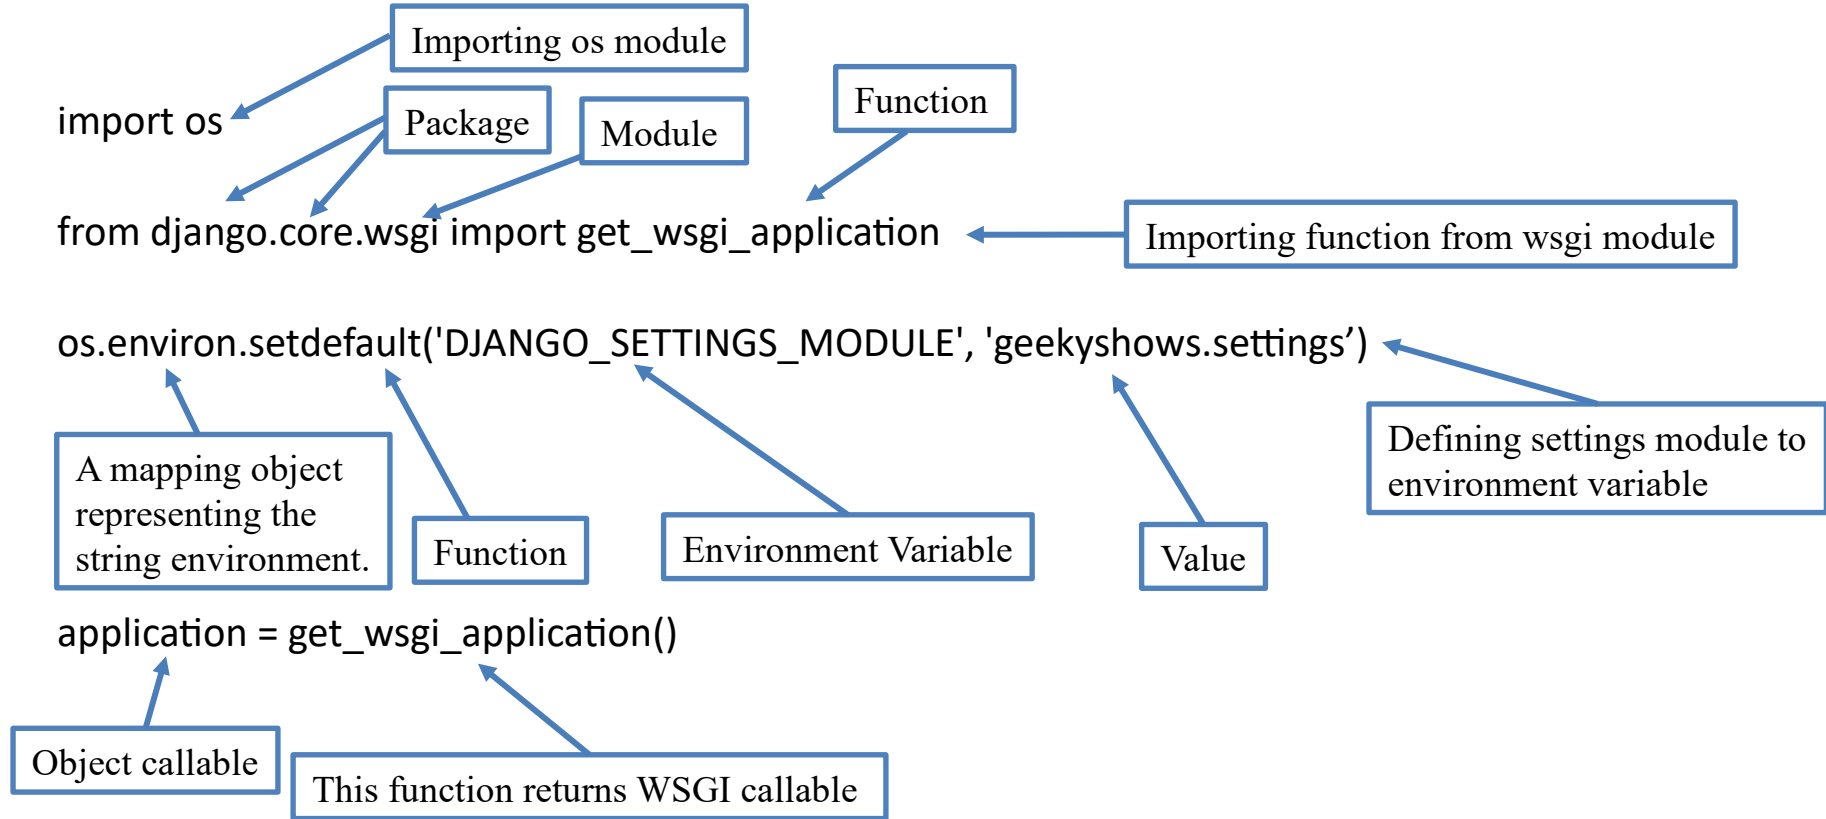 Importing os module
Function
import os
Package
Module
from django.core.wsgi import get_wsgi_application
Importing function from wsgi module
os.environ.setdefault('DJANGO_SETTINGS_MODULE', 'geekyshows.settings’)
A mapping object
representing the
string environment.
Function
Environment Variable
Value
Defining settings module to
environment variable
application = get_wsgi_application()
Object callable
This function returns WSGI callable